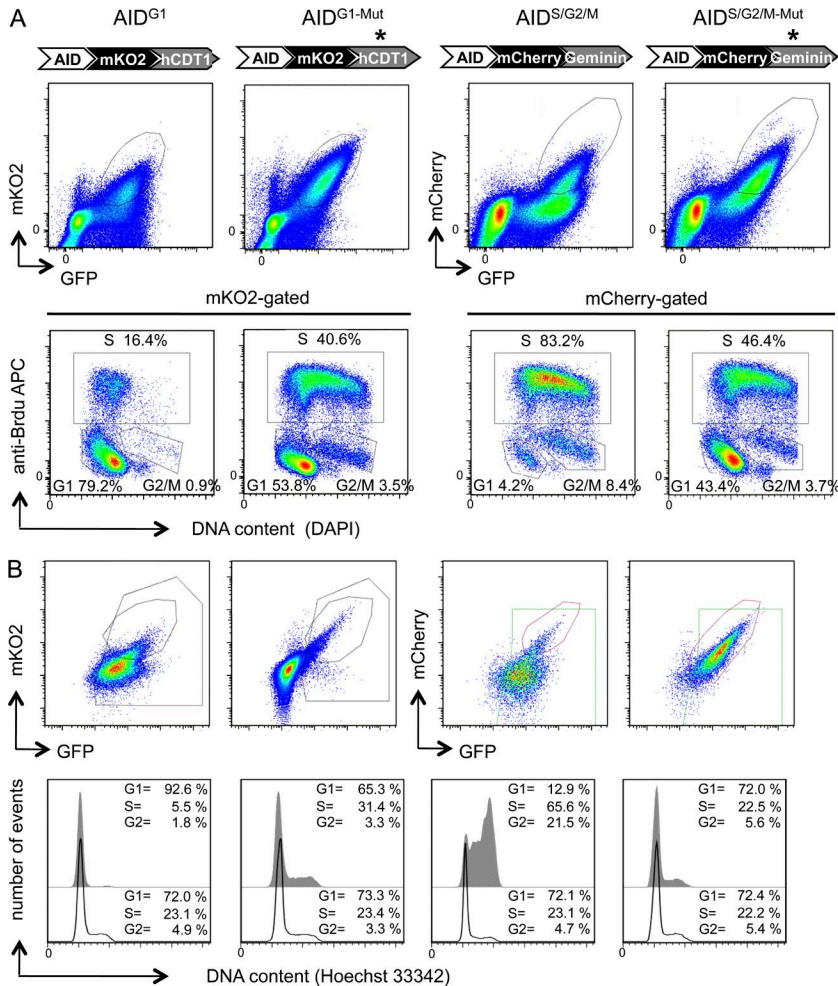 A
AID^G1
AID^G1-Mut
AID^S/G2/M
AID^S/G2/M-Mut
*
*
AID mKO2 hCDT1
AID mKO2 hCDT1
AID mCherry Geminin
AID mCherry Geminin
mKO2
0
0
0
0
GFP
mCherry
0
0
0
0
GFP
mKO2-gated
mCherry-gated
anti-Brdu APC
S 16.4%
S 40.6%
S 83.2%
S 46.4%
0
0
0
0
G1 79.2%
G2/M 0.9%
G1 53.8%
G2/M 3.5%
G1 4.2%
G2/M 8.4%
G1 43.4%
G2/M 3.7%
DNA content (DAPI)
B
mKO2
GFP
mCherry
GFP
number of events
G1= 92.6 %
S= 5.5 %
G2= 1.8 %
G1= 72.0 %
S= 23.1 %
G2= 4.9 %
G1= 65.3 %
S= 31.4 %
G2= 3.3 %
G1= 73.3 %
S= 23.4 %
G2= 3.3 %
G1= 12.9 %
S= 65.6 %
G2= 21.5 %
G1= 72.1 %
S= 23.1 %
G2= 4.7 %
G1= 72.0 %
S= 22.5 %
G2= 5.6 %
G1= 72.4 %
S= 22.2 %
G2= 5.4 %
DNA content (Hoechst 33342)